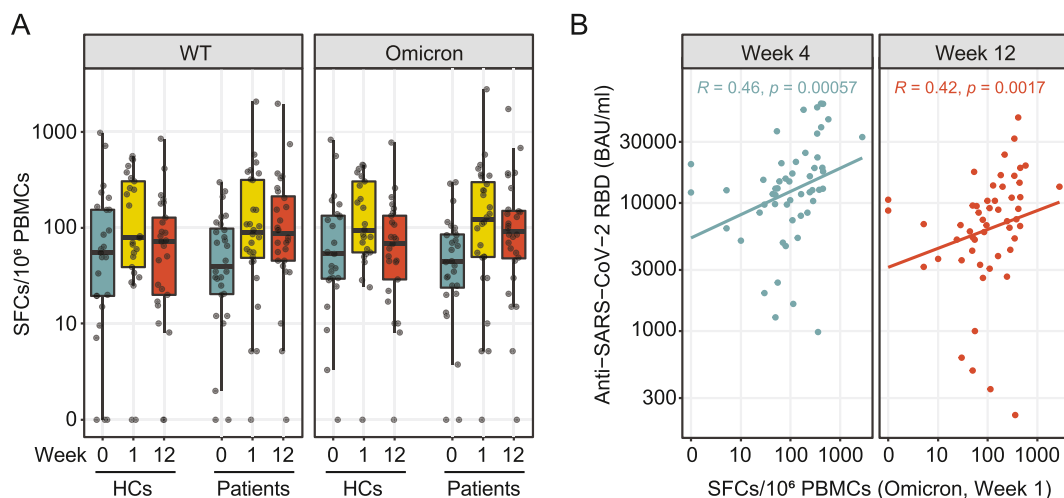 A
WT
Omicron
SFCs/10⁶ PBMCs
1000
100
10
0
Week 0 1 12 0 1 12 0 1 12 0 1 12
HCs Patients HCs Patients
B
Week 4
Week 12
R = 0.46, p = 0.00057
R = 0.42, p = 0.0017
Anti−SARS−CoV−2 RBD (BAU/ml)
30000
10000
3000
1000
300
0 10 100 1000 0 10 100 1000
SFCs/10⁶ PBMCs (Omicron, Week 1)